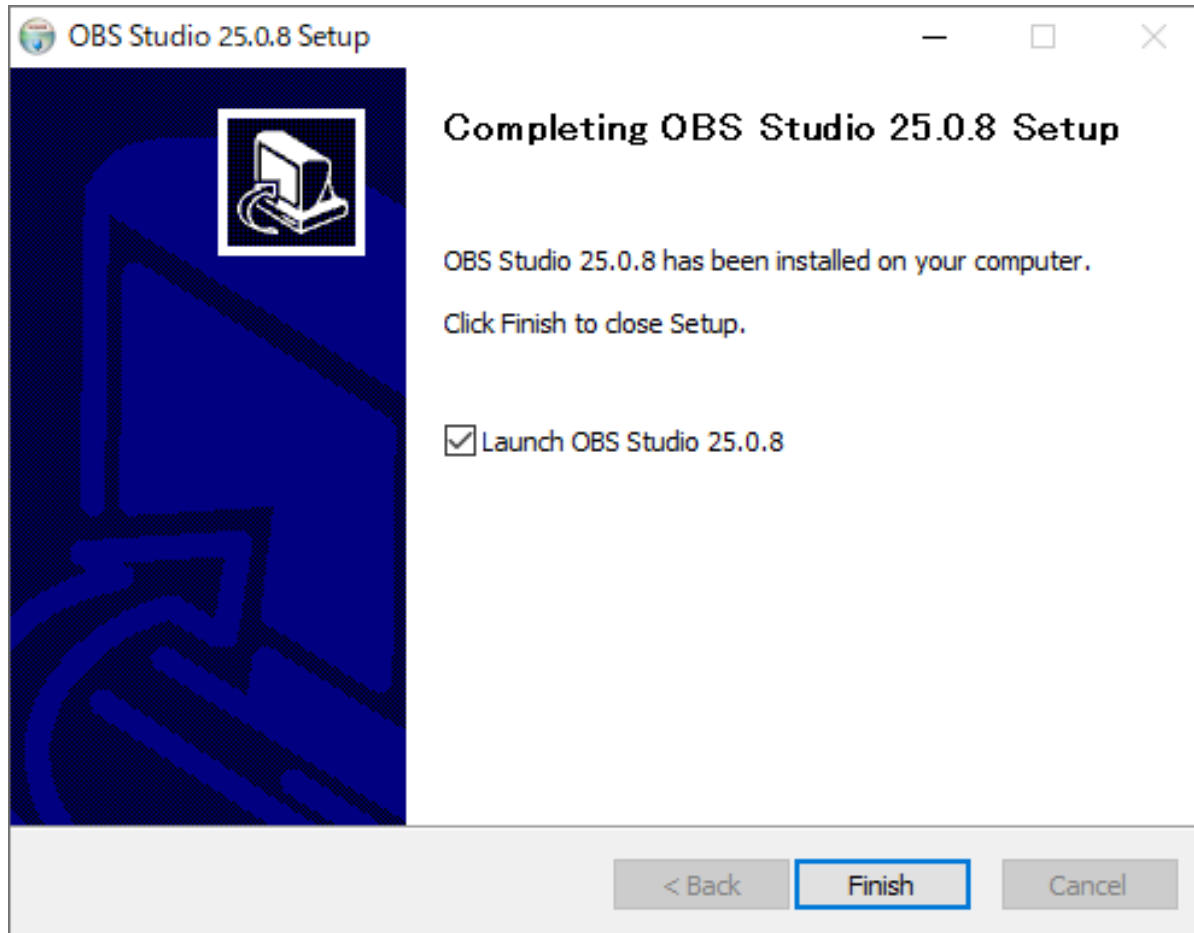 OBS Studio 25.0.8 Setup
Completing OBS Studio 25.0.8 Setup
OBS Studio 25.0.8 has been installed on your computer.
Click Finish to close Setup.
Launch OBS Studio 25.0.8
< Back Finish Cancel